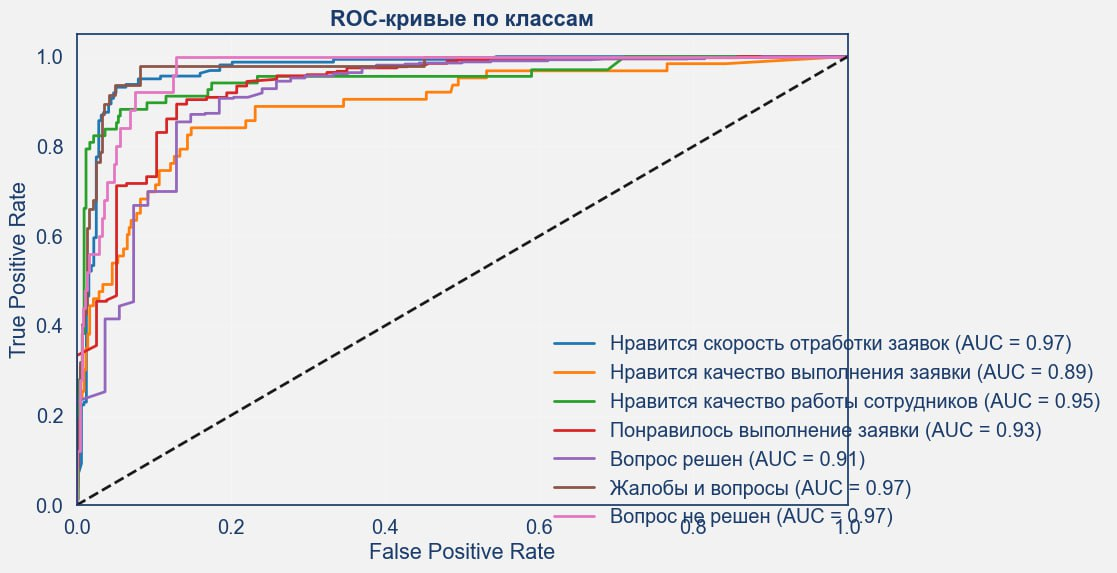 ROC-кривые по классам
1.0
0.8
0.6
0.4
0.2
0.0
True Positive Rate
Нравится скорость отработки заявок (AUC = 0.97)
Нравится качество выполнения заявки (AUC = 0.89)
Нравится качество работы сотрудников (AUC = 0.95)
Понравилось выполнение заявки (AUC = 0.93)
Вопрос решен (AUC = 0.91)
Жалобы и вопросы (AUC = 0.97)
Вопрос не решен (AUC = 0.97)
0.0 0.2 0.4 0.6 0.8 1.0
False Positive Rate